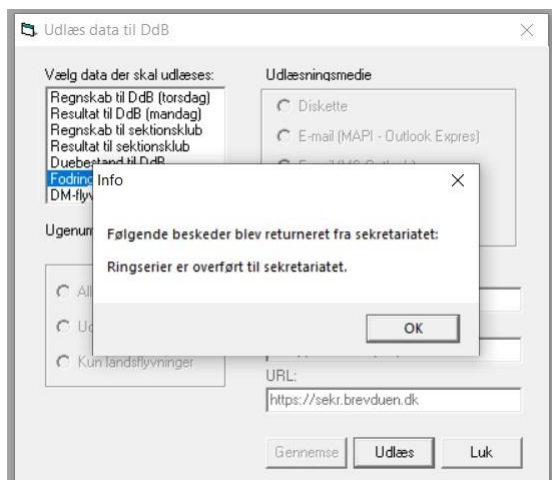 Udlæs data til DdB
Vælg data der skal udlæses:
Regnskab til DdB (torsdag)
Resultat til DdB (mandag)
Regnskab til sektionsklub
Resultat til sektionsklub
Duebestand til DdB
Udlæsningsmedie
Diskette
E-mail (MAPI - Outlook Expres)
Info
Følgende beskeder blev returneret fra sekretariatet:
Ringserier er overført til sekretariatet.
OK
Kun landsflyvninger
URL:
https://sekr.brevduen.dk
Gennemse
Udlæs
Luk